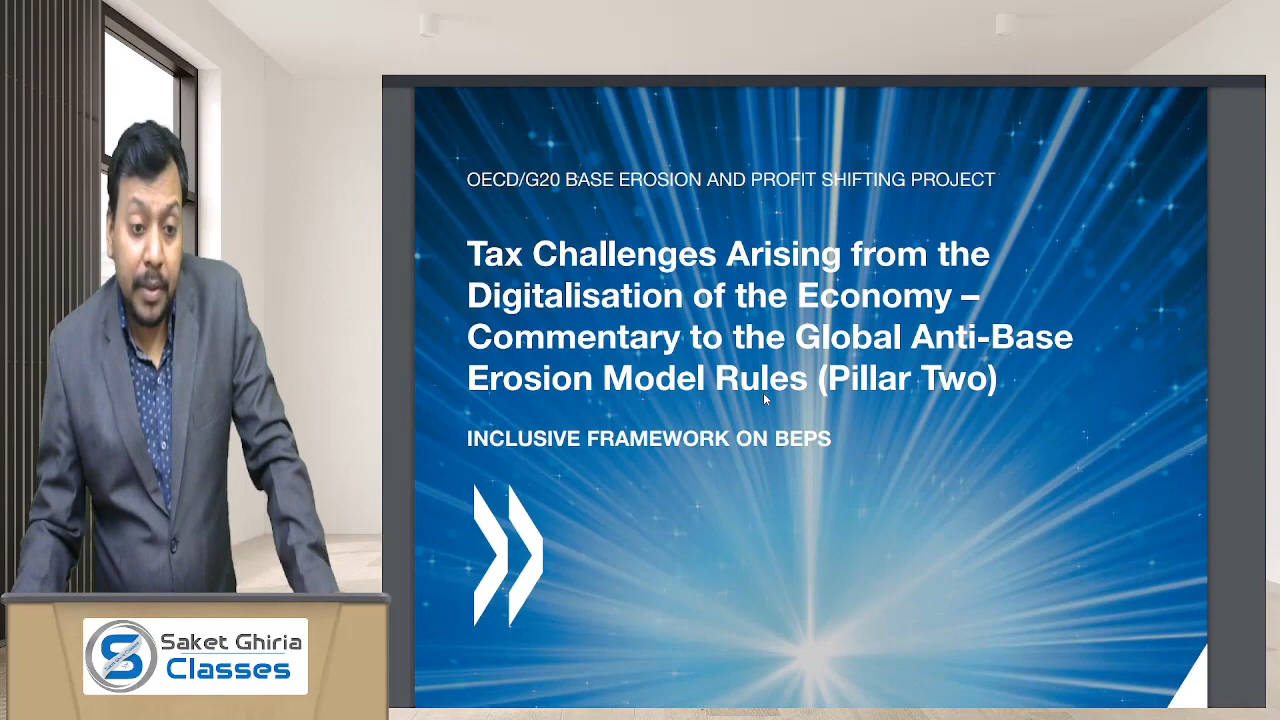 OECD/G20 BASE EROSION AND PROFIT SHIFTING PROJECT
Tax Challenges Arising from the
Digitalisation of the Economy –
Commentary to the Global Anti-Base
Erosion Model Rules (Pillar Two)
INCLUSIVE FRAMEWORK ON BEPS
Saket Ghiria
Classes